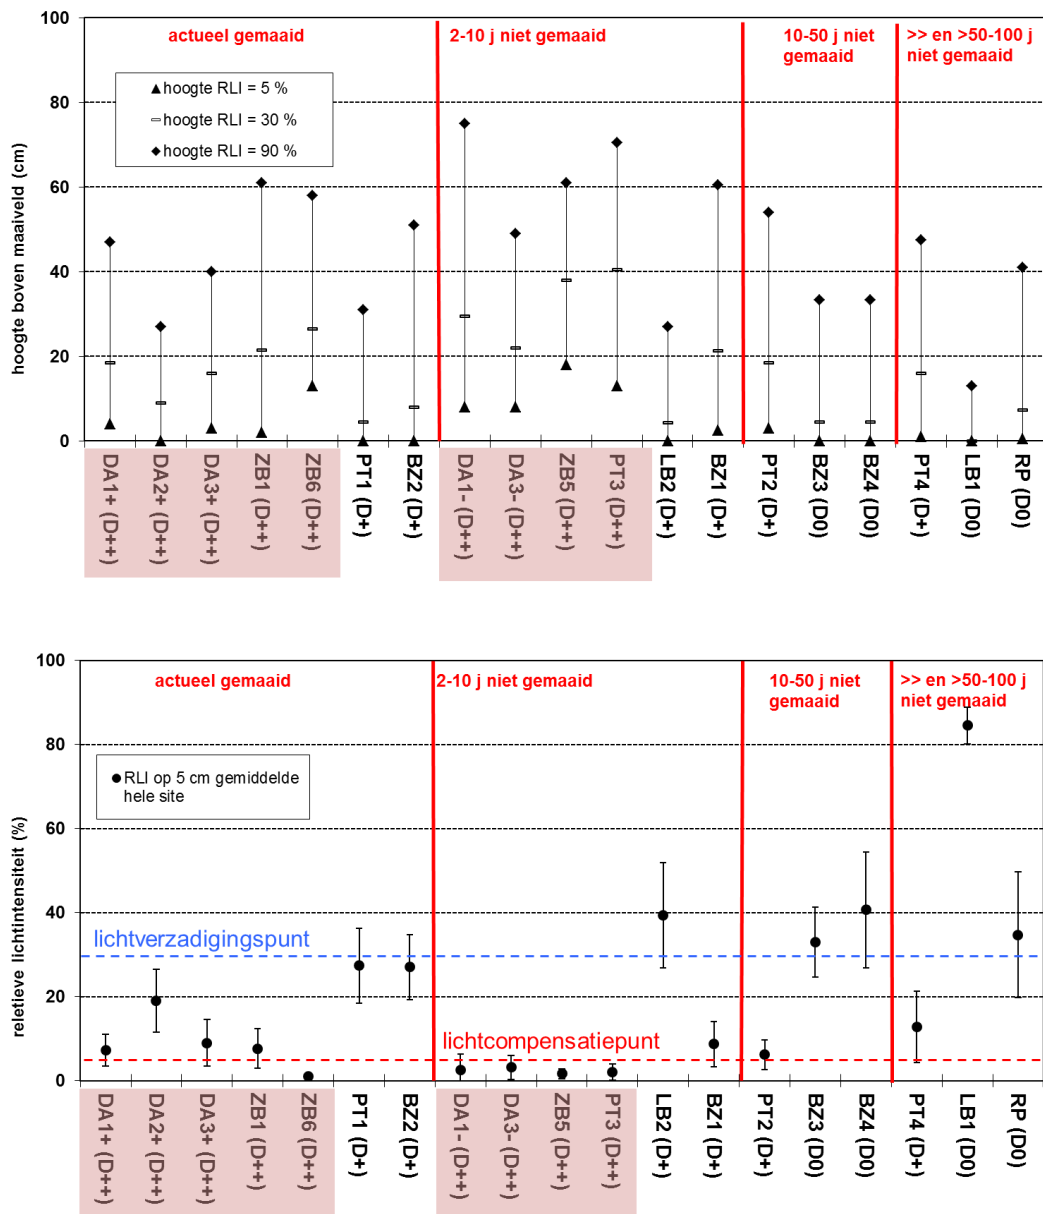 100
80
60
40
20
0
hoogte boven maaiveld (cm)
actueel gemaaid
2-10 j niet gemaaid
10-50 j niet
gemaaid
>> en >50-100 j
niet gemaaid
hoogte RLI = 5 %
hoogte RLI = 30 %
hoogte RLI = 90 %
DA1+ (D++)
DA2+ (D++)
DA3+ (D++)
ZB1 (D++)
ZB6 (D++)
PT1 (D+)
BZ2 (D+)
DA1- (D++)
DA3- (D++)
ZB5 (D++)
PT3 (D++)
LB2 (D+)
BZ1 (D+)
PT2 (D+)
BZ3 (D0)
BZ4 (D0)
PT4 (D+)
LB1 (D0)
RP (D0)
100
80
60
40
20
0
reletieve lichtintensiteit (%)
actueel gemaaid
2-10 j niet gemaaid
10-50 j niet
gemaaid
>> en >50-100 j
niet gemaaid
RLI op 5 cm gemiddelde
hele site
lichtverzadigingspunt
lichtcompensatiepunt
DA1+ (D++)
DA2+ (D++)
DA3+ (D++)
ZB1 (D++)
ZB6 (D++)
PT1 (D+)
BZ2 (D+)
DA1- (D++)
DA3- (D++)
ZB5 (D++)
PT3 (D++)
LB2 (D+)
BZ1 (D+)
PT2 (D+)
BZ3 (D0)
BZ4 (D0)
PT4 (D+)
LB1 (D0)
RP (D0)